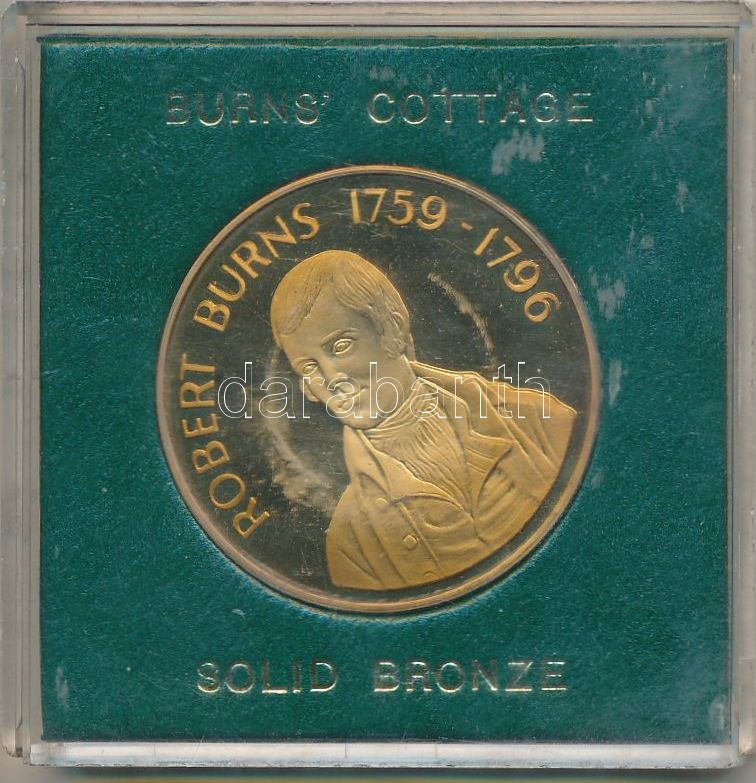 BURNS' COTTAGE
ROBERT BURNS 1759-1796
darabanth
SOLID BRONZE